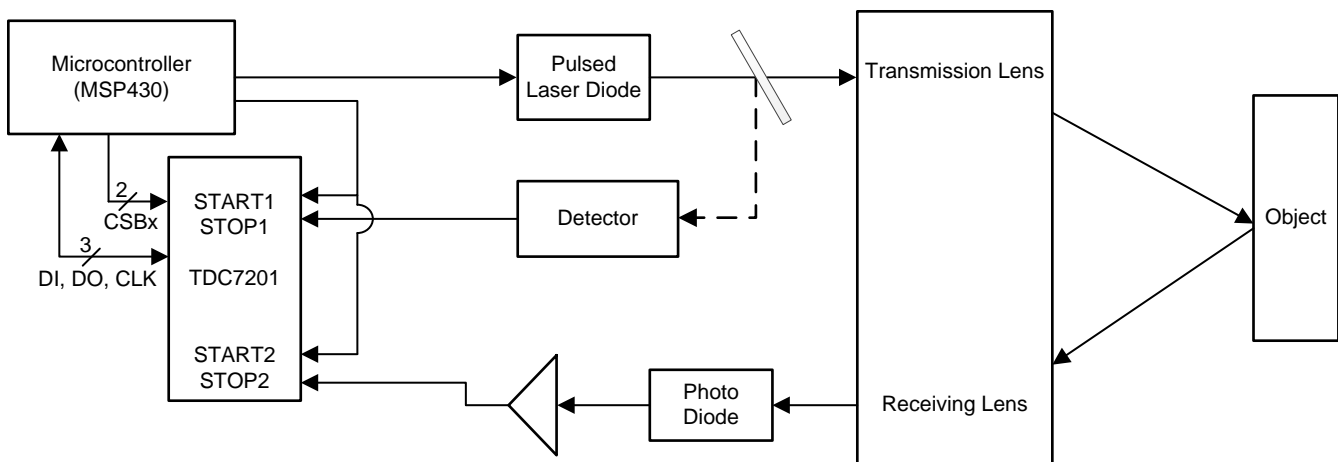 Microcontroller
(MSP430)
Pulsed
Laser Diode
Transmission Lens
2
CSBx
START1
STOP1
Detector
Object
3
DI, DO, CLK
TDC7201
START2
STOP2
Photo
Diode
Receiving Lens